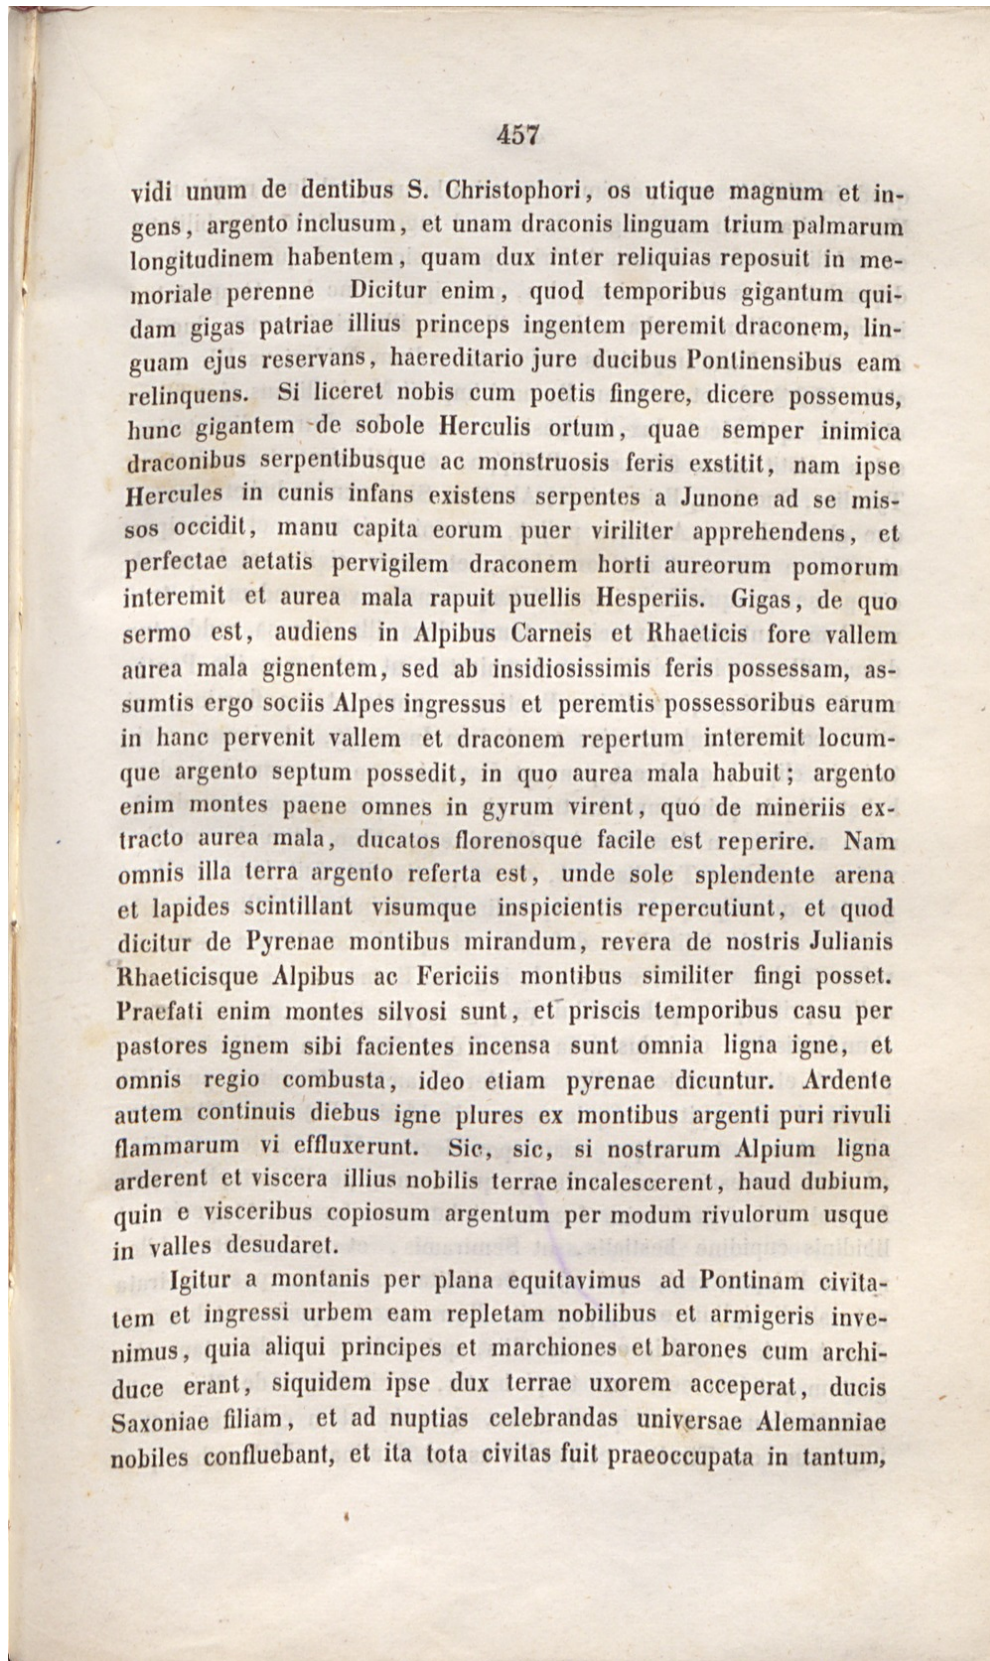 457
vidi unum de dentibus S. Christophori, os utique magnum et in-
gens, argento inclusum, et unam draconis linguam trium palmarum
longitudinem habentem, quam dux inter reliquias reposuit in me-
moriale perenne Dicitur enim, quod temporibus gigantum qui-
dam gigas patriae illius princeps ingentem peremit draconem, lin-
guam ejus reservans, haereditario jure ducibus Pontinensibus eam
relinquens. Si liceret nobis cum poetis fingere, dicere possemus,
hunc gigantem de sobole Herculis ortum, quae semper inimica
draconibus serpentibusque ac monstruosis feris exstitit, nam ipse
Hercules in cunis infans existens serpentes a Junone ad se mis-
sos occidit, manu capita eorum puer viriliter apprehendens, et
perfectae aetatis pervigilem draconem horti aureorum pomorum
interemit et aurea mala rapuit puellis Hesperiis. Gigas, de quo
sermo est, audiens in Alpibus Carneis et Rhaeticis fore vallem
aurea mala gignentem, sed ab insidiosissimis feris possessam, as-
sumtis ergo sociis Alpes ingressus et peremtis possessoribus earum
in hanc pervenit vallem et draconem repertum interemit locum-
que argento septum possedit, in quo aurea mala habuit; argento
enim montes paene omnes in gyrum virent, quo de mineriis ex-
tracto aurea mala, ducatos florenosque facile est reperire. Nam
omnis illa terra argento referta est, unde sole splendente arena
et lapides scintillant visumque inspicientis repercutiunt, et quod
dicitur de Pyrenae montibus mirandum, revera de nostris Julianis
Rhaeticisque Alpibus ac Fericiis montibus similiter fingi posset.
Praefati enim montes silvosi sunt, et priscis temporibus casu per
pastores ignem sibi facientes incensa sunt omnia ligna igne, et
omnis regio combusta, ideo etiam pyrenae dicuntur. Ardente
autem continuis diebus igne plures ex montibus argenti puri rivuli
flammarum vi effluxerunt. Sic, sic, si nostrarum Alpium ligna
arderent et viscera illius nobilis terrae incalescerent, haud dubium,
quin e visceribus copiosum argentum per modum rivulorum usque
in valles desudaret.
Igitur a montanis per plana equitavimus ad Pontinam civita-
tem et ingressi urbem eam repletam nobilibus et armigeris inve-
nimus, quia aliqui principes et marchiones et barones cum archi-
duce erant, siquidem ipse dux terrae uxorem acceperat, ducis
Saxoniae filiam, et ad nuptias celebrandas universae Alemanniae
nobiles confluebant, et ita tota civitas fuit praeoccupata in tantum,